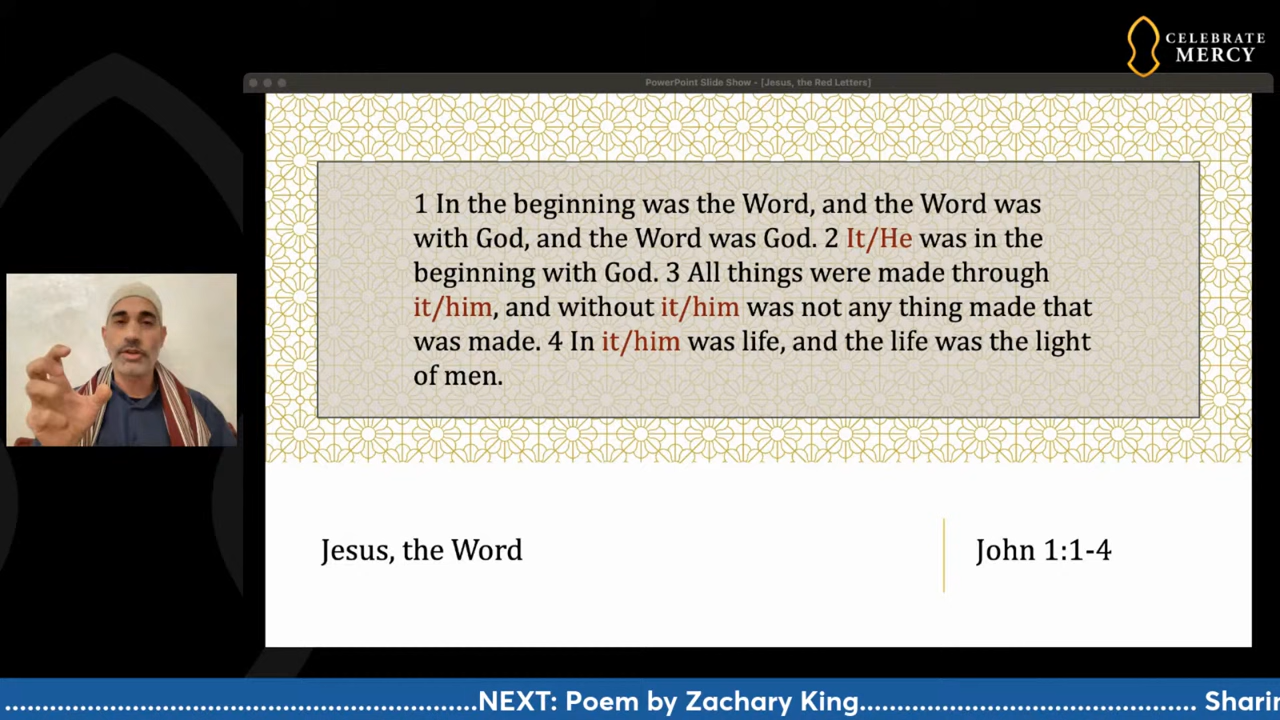 CELEBRATE
MERCY
PowerPoint Slide Show - [Jesus, the Red Letters]
1 In the beginning was the Word, and the Word was
with God, and the Word was God. 2 It/He was in the
beginning with God. 3 All things were made through
it/him, and without it/him was not any thing made that
was made. 4 In it/him was life, and the life was the light
of men.
Jesus, the Word
John 1:1-4
..................................................NEXT: Poem by Zachary King................................................... Sharin